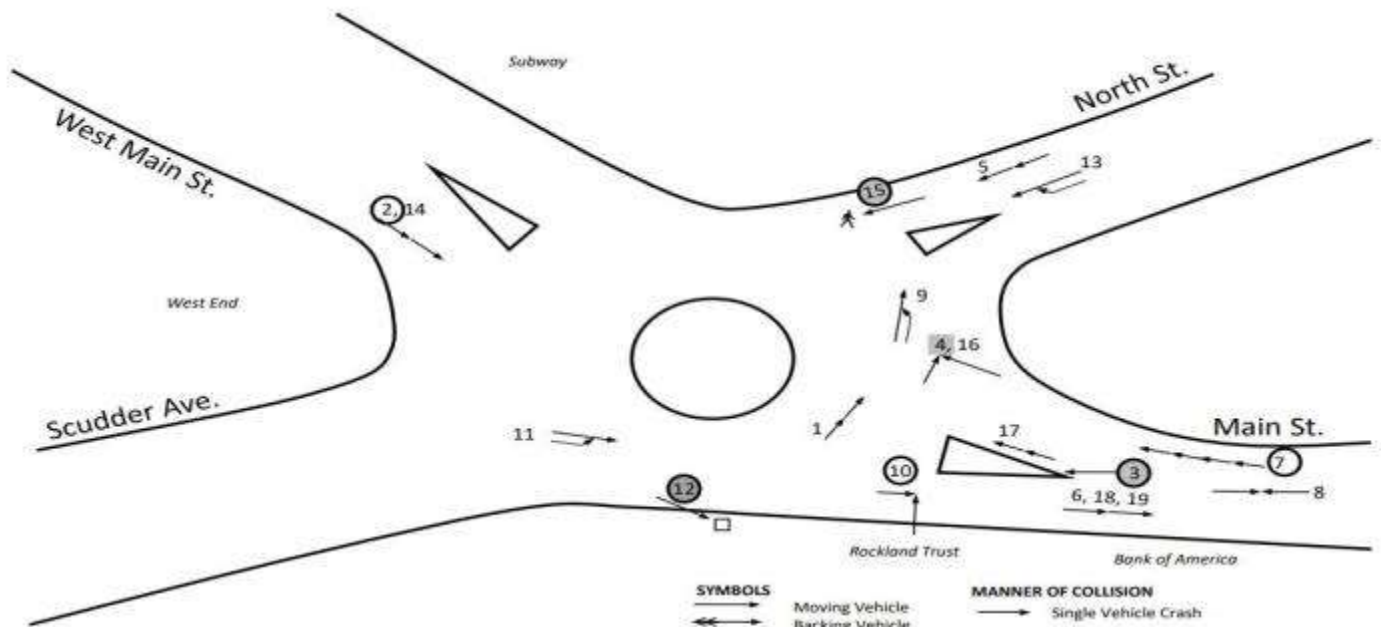 Subway
North St.
West Main St.
15
5
13
2, 14
West End
9
4, 16
Scudder Ave.
11
1
17
Main St.
10
3
7
12
6, 18, 19
8
Rockland Trust
Bank of America
SYMBOLS
MANNER OF COLLISION
Moving Vehicle
Single Vehicle Crash
Backing Vehicle